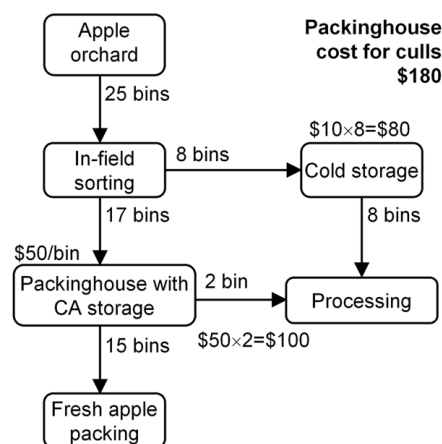 Apple
orchard
Packinghouse
cost for culls
$180
25 bins
In-field
sorting
8 bins
$10×8=$80
Cold storage
17 bins
8 bins
$50/bin
Packinghouse with
CA storage
2 bin
Processing
$50×2=$100
15 bins
Fresh apple
packing